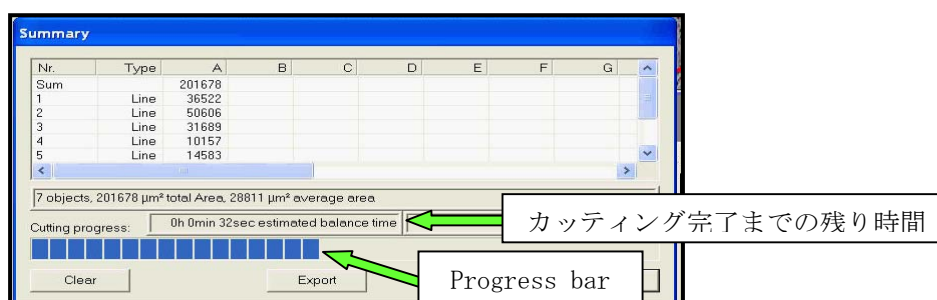 Summary
Nr. Type A B C D E F G
Sum 201678
1 Line 36522
2 Line 50606
3 Line 31689
4 Line 10157
5 Line 14583
7 objects, 201678 µm² total Area, 28811 µm² average area
Cutting progress: 0h 0min 32sec estimated balance time
カッティング完了までの残り時間
Progress bar
Clear Export